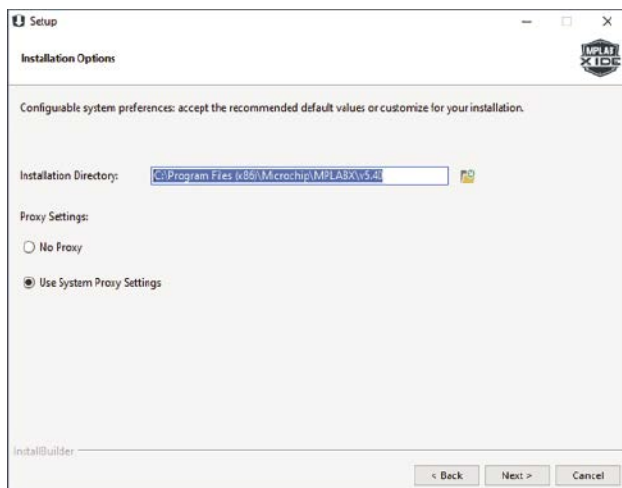 Setup
Installation Options
MPLAB
X IDE
Configurable system preferences: accept the recommended default values or customize for your installation.
Installation Directory: C:\Program Files (x86)\Microchip\MPLABX\v5.40
Proxy Settings:
No Proxy
Use System Proxy Settings
InstallBuilder
< Back Next > Cancel